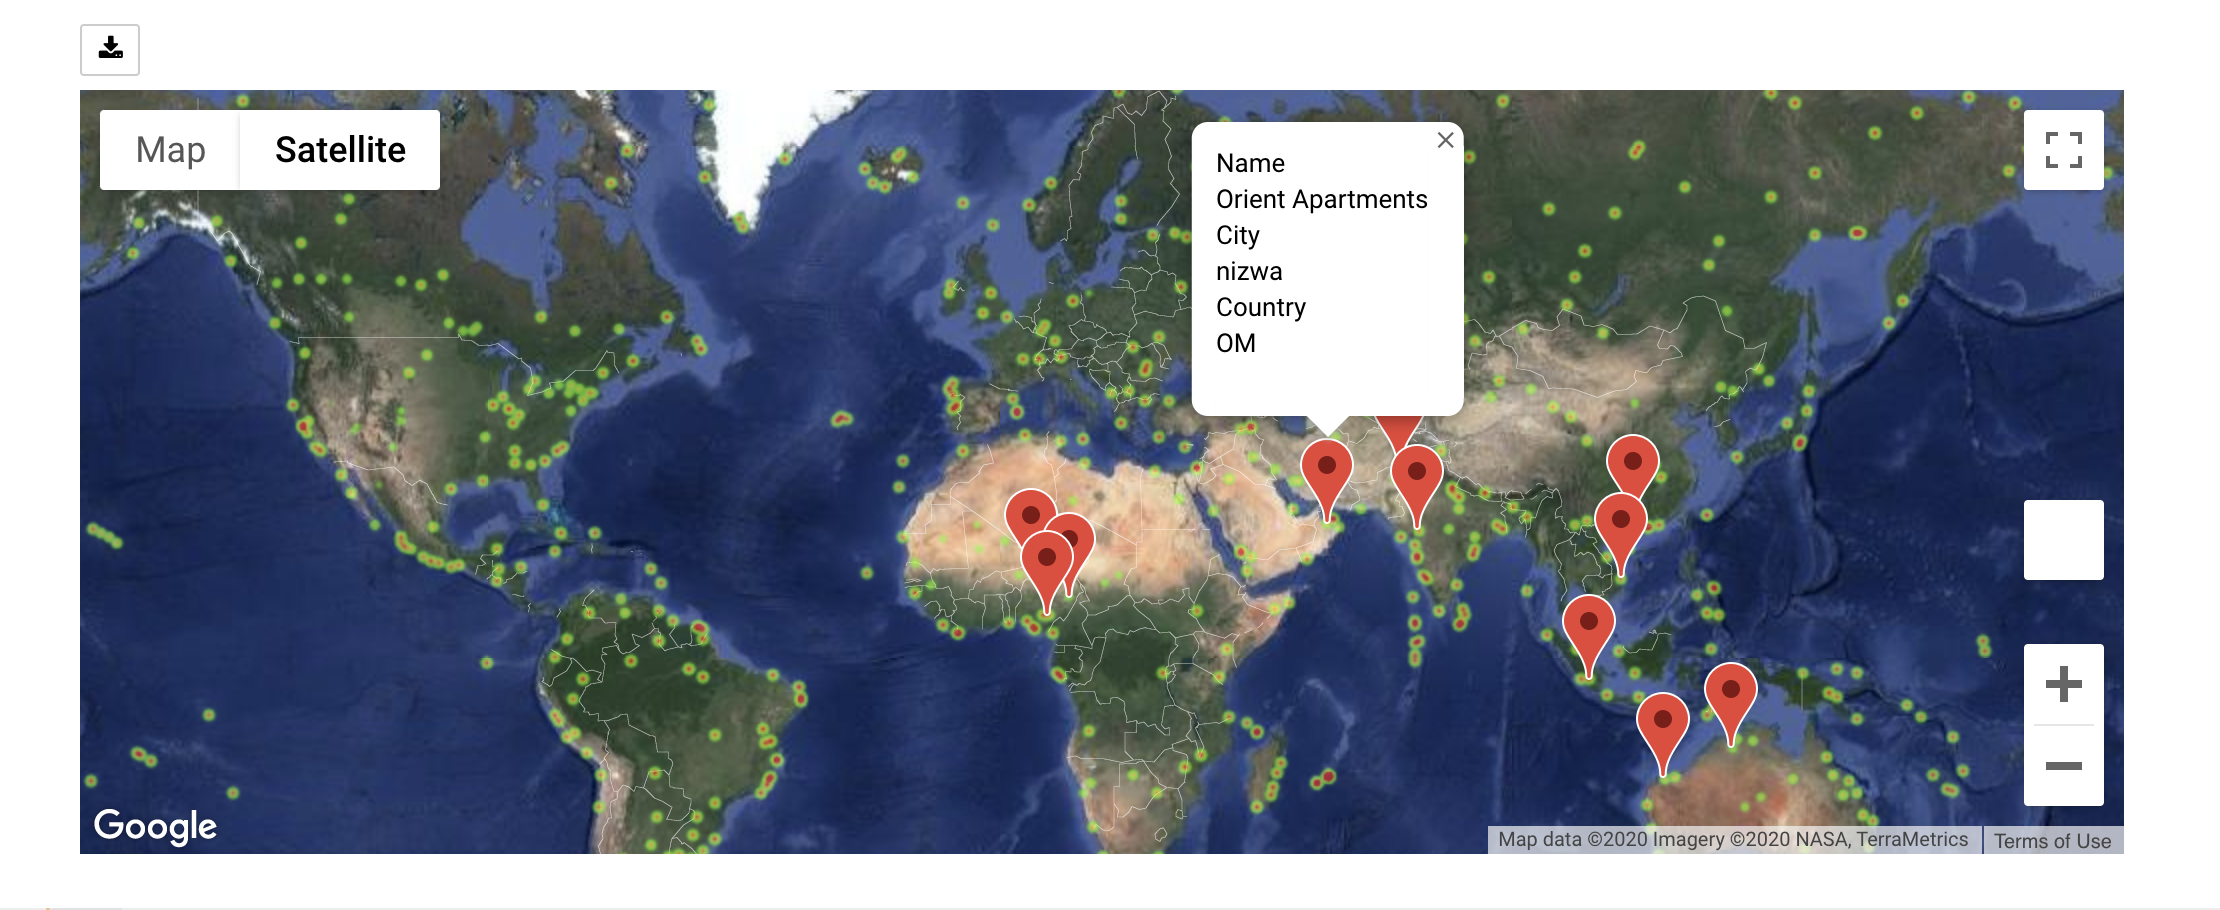 Map
Satellite
Name
Orient Apartments
City
nizwa
Country
OM
Google
Map data ©2020 Imagery ©2020 NASA, TerraMetrics
Terms of Use